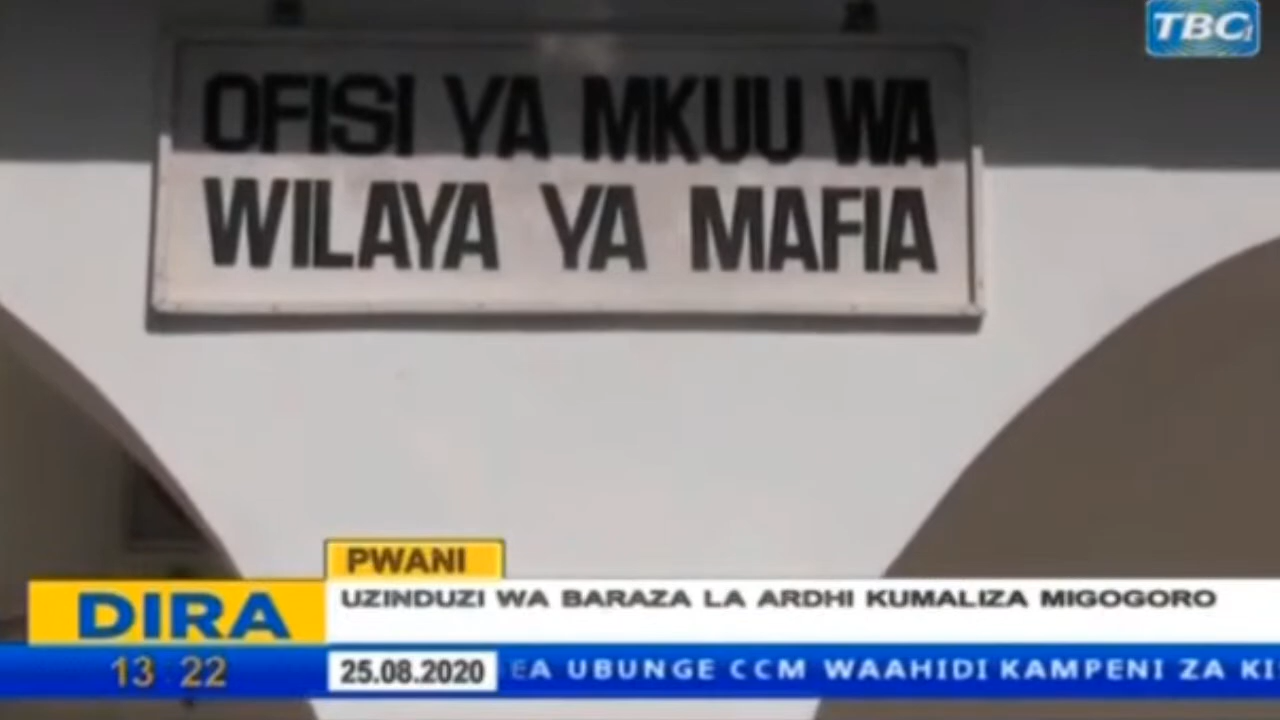 TBC1
OFISI YA MKUU WA
WILAYA YA MAFIA
PWANI
DIRA
UZINDUZI WA BARAZA LA ARDHI KUMALIZA MIGOGORO
13 22
25.08.2020
UBUNGE CCM WAAHIDI KAMPENI ZA